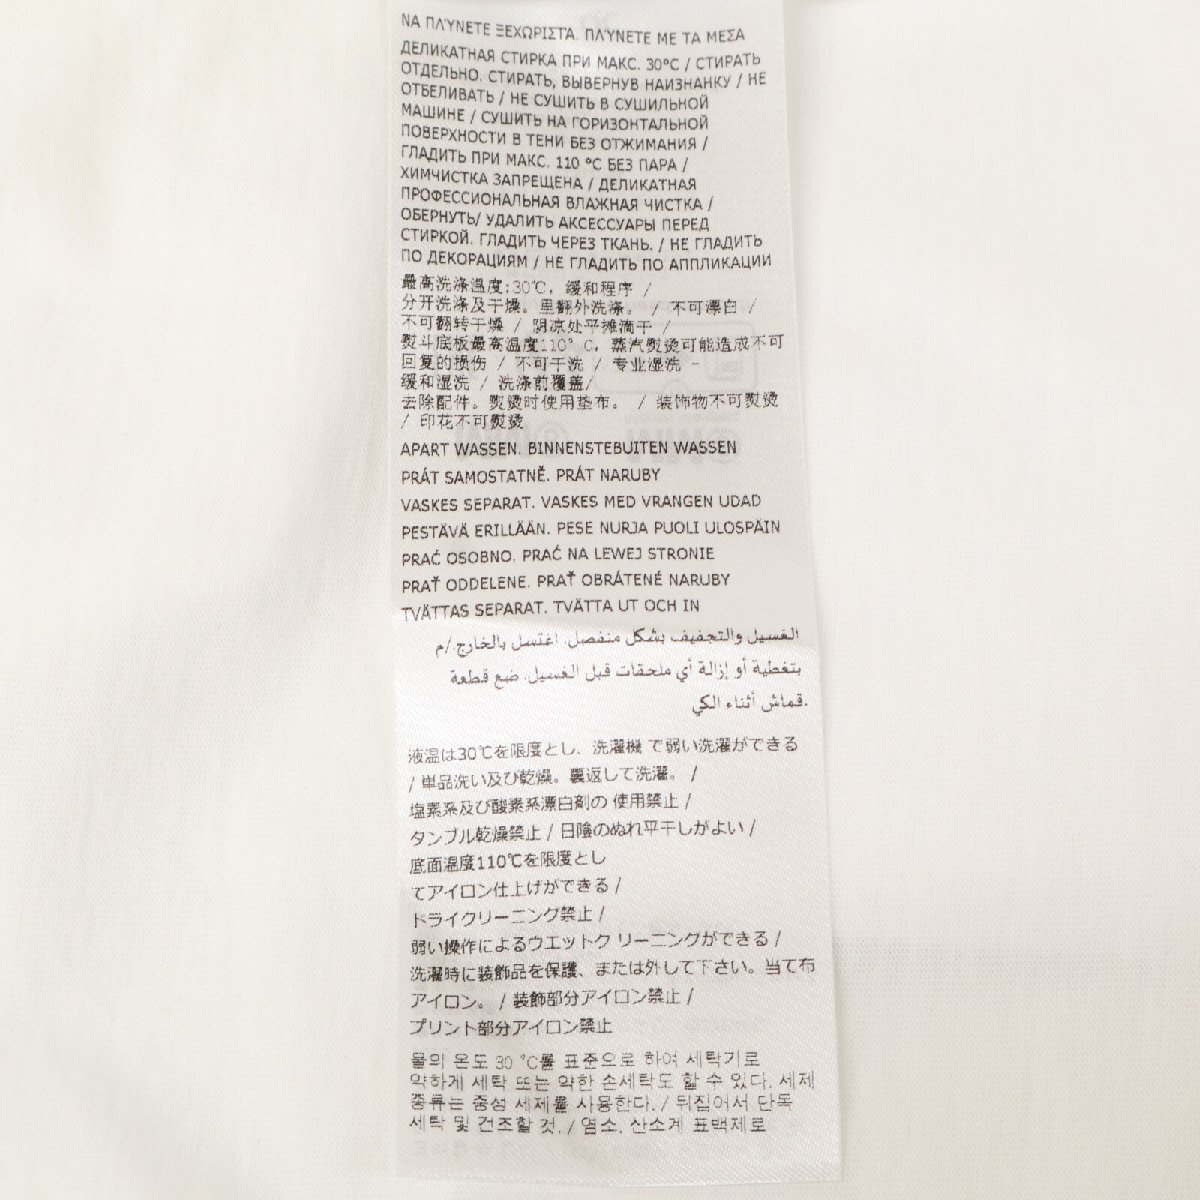 ΝΑ ΠΛΎΝΕΤΕ ΞΕΧΩΡΙΣΤΑ. ΠΛΎΝΕΤΕ ΜΕ ΤΑ ΜΕΣΑ
ДЕЛИКАТНАЯ СТИРКА ПРИ МАКС. 30°C / СТИРАТЬ
ОТДЕЛЬНО. СТИРАТЬ, ВЫВЕРНУВ НАИЗНАНКУ / НЕ
ОТБЕЛИВАТЬ / НЕ СУШИТЬ В СУШИЛЬНОЙ
МАШИНЕ / СУШИТЬ НА ГОРИЗОНТАЛЬНОЙ
ПОВЕРХНОСТИ В ТЕНИ БЕЗ ОТЖИМАНИЯ /
ГЛАДИТЬ ПРИ МАКС. 110 °C БЕЗ ПАРА /
ХИМЧИСТКА ЗАПРЕЩЕНА / ДЕЛИКАТНАЯ
ПРОФЕССИОНАЛЬНАЯ ВЛАЖНАЯ ЧИСТКА /
ОБЕРНУТЬ/ УДАЛИТЬ АКСЕССУАРЫ ПЕРЕД
СТИРКОЙ. ГЛАДИТЬ ЧЕРЕЗ ТКАНЬ. / НЕ ГЛАДИТЬ
ПО ДЕКОРАЦИЯМ / НЕ ГЛАДИТЬ ПО АППЛИКАЦИИ
最高洗涤温度:30℃，缓和程序 /
分开洗涤及干燥。里翻外洗涤。 / 不可漂白 /
不可翻转干燥 / 阴凉处平摊滴干 /
熨斗底板最高温度110°C，蒸汽熨烫可能造成不可
回复的损伤 / 不可干洗 / 专业湿洗 -
缓和湿洗 / 洗涤前覆盖/
去除配件。熨烫时使用垫布。 / 装饰物不可熨烫
/ 印花不可熨烫
APART WASSEN. BINNENSTEBUITEN WASSEN
PRÁT SAMOSTATNĚ. PRÁT NARUBY
VASKES SEPARAT. VASKES MED VRANGEN UDAD
PESTÄVÄ ERILLÄÄN. PESE NURJA PUOLI ULOSPÄIN
PRAĆ OSOBNO. PRAĆ NA LEWEJ STRONIE
PRAŤ ODDELENE. PRAŤ OBRÁTENÉ NARUBY
TVÄTTAS SEPARAT. TVÄTTA UT OCH IN
الغسيل والتجفيف بشكل منفصل. اغتسل بالخارج./م
بتغطية أو إزالة أي ملحقات قبل الغسيل. ضع قطعة
قماش أثناء الكي.
液温は30℃を限度とし、洗濯機 で弱い洗濯ができる
/ 単品洗い及び乾燥。裏返して洗濯。 /
塩素系及び酸素系漂白剤の 使用禁止 /
タンブル乾燥禁止 / 日陰のぬれ平干しがよい /
底面温度110℃を限度とし
てアイロン仕上げができる /
ドライクリーニング禁止 /
弱い操作によるウエットク リーニングができる /
洗濯時に装飾品を保護、または外して下さい。当て布
アイロン。 / 装飾部分アイロン禁止 /
プリント部分アイロン禁止
물의 온도 30 ˚C를 표준으로 하여 세탁기로
약하게 세탁 또는 약한 손세탁도 할 수 있다. 세제
종류는 중성 세제를 사용한다. / 뒤집어서 단독
세탁 및 건조할 것. / 염소, 산소계 표백제로